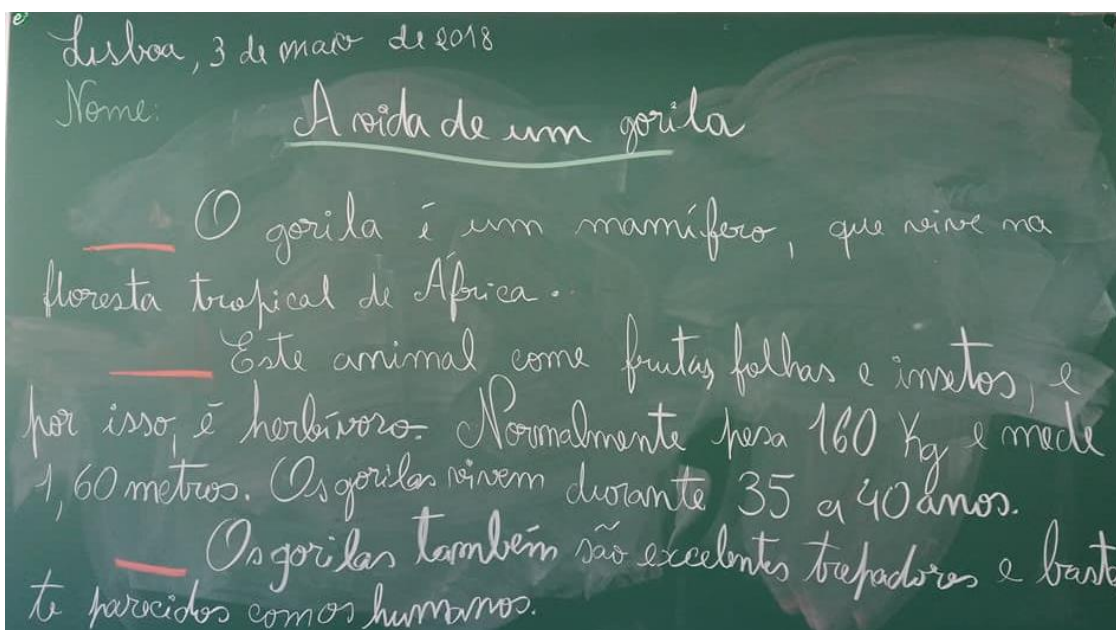 Lisboa, 3 de maio de 2018
Nome:
A vida de um gorila
O gorila é um mamífero, que vive na
floresta tropical de África.
Este animal come frutas, folhas e insetos, e
por isso, é herbívoro. Normalmente pesa 160 Kg e mede
1,60 metros. Os gorilas vivem durante 35 a 40 anos.
Os gorilas também são excelentes trepadores e basta
te parecidos com os humanos.